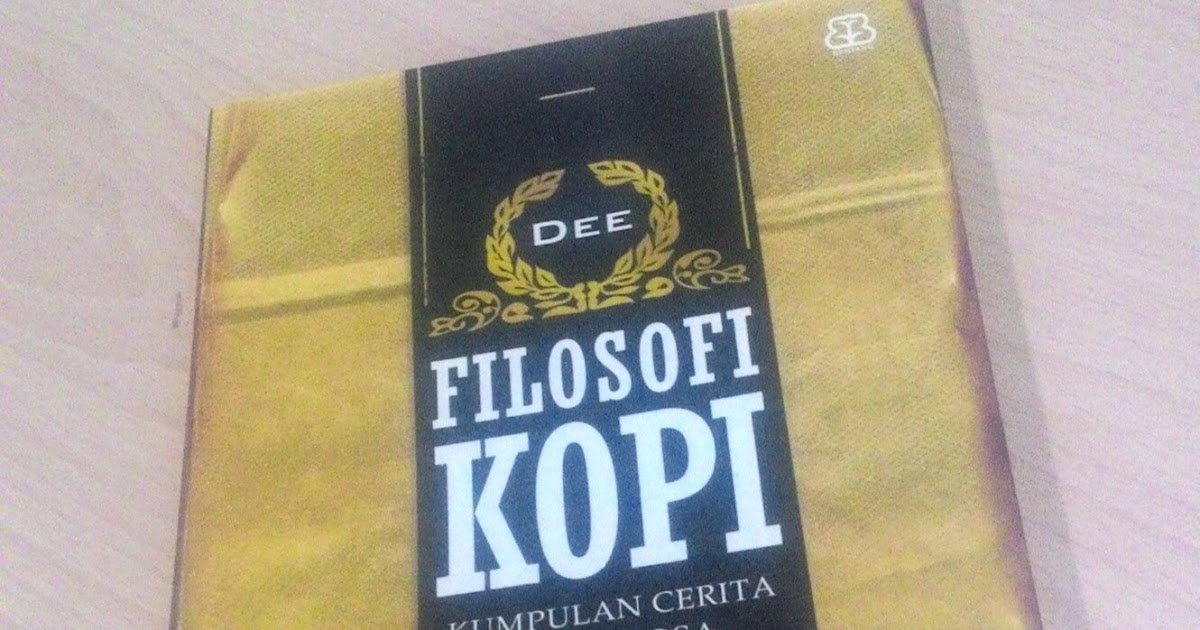 DEE
FILOSOFI
KOPI
KUMPULAN CERITA